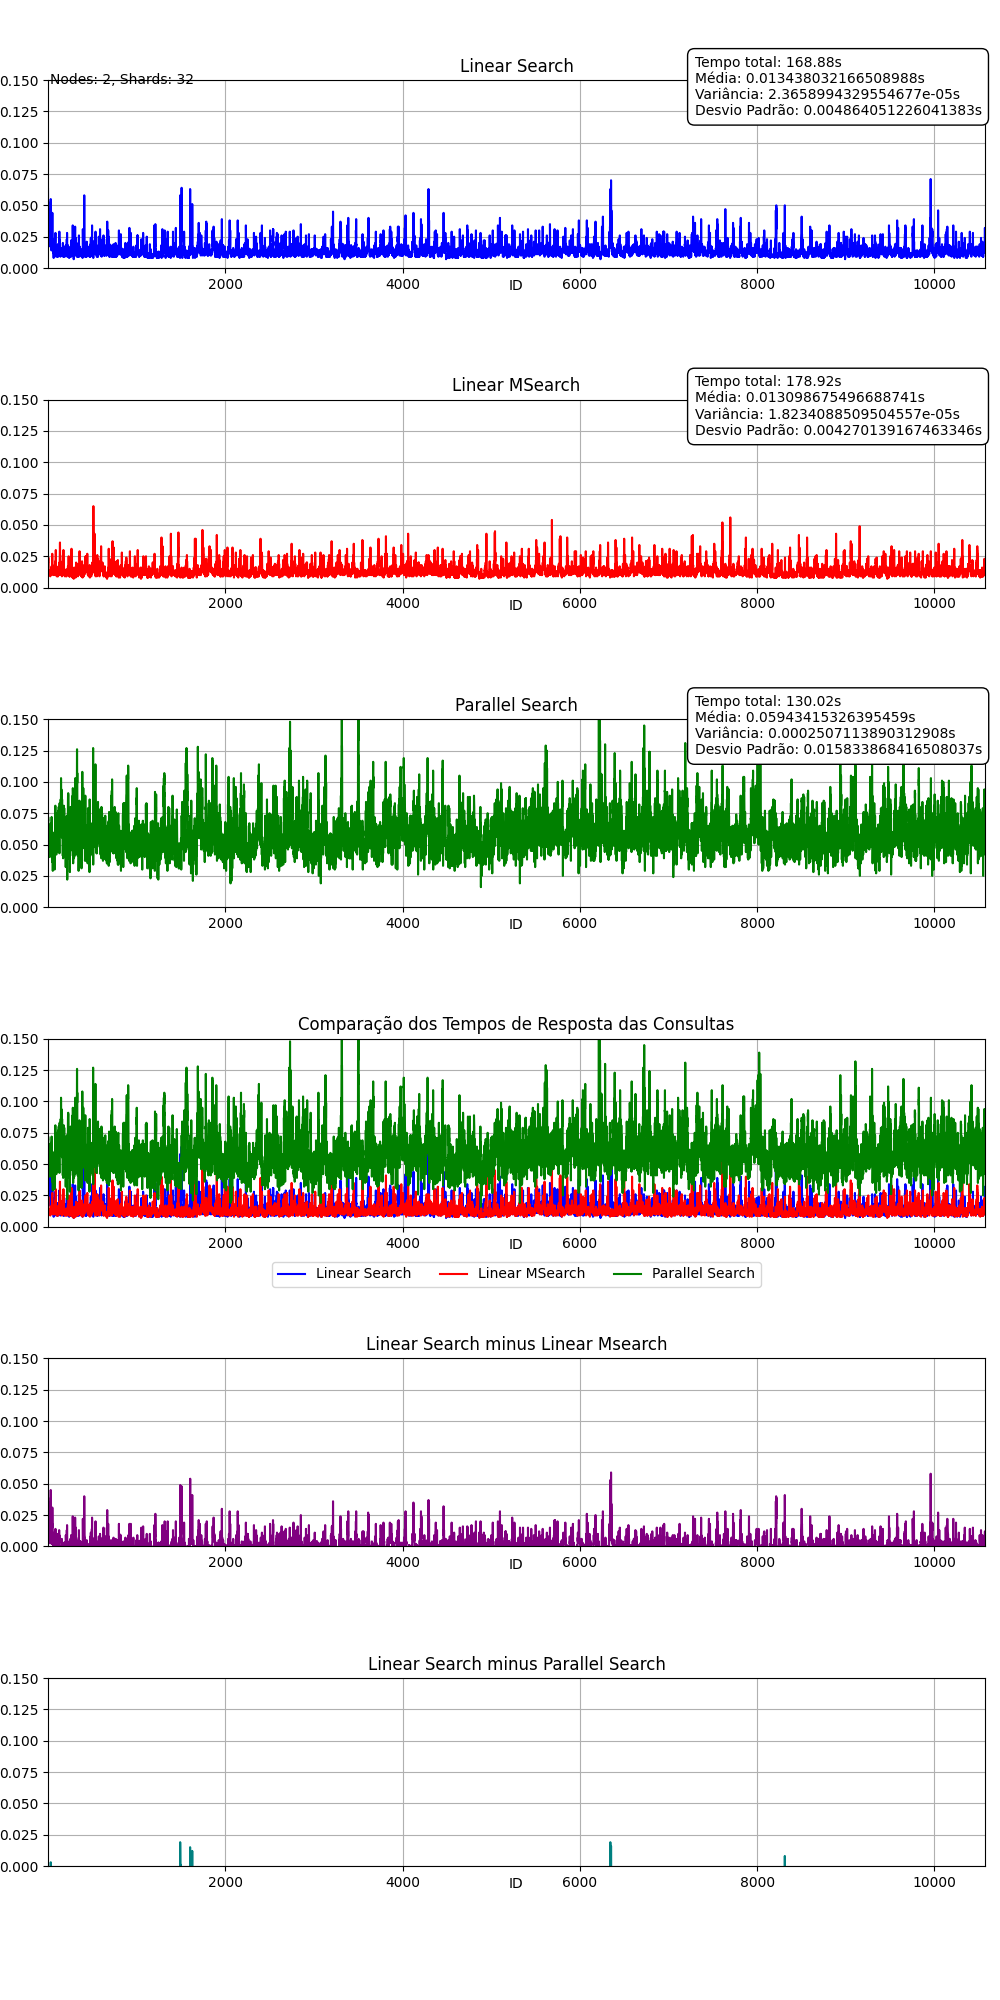 Linear Search
Nodes: 2, Shards: 32
Tempo total: 168.88s
Média: 0.013438032166508988s
Variância: 2.3658994329554677e-05s
Desvio Padrão: 0.004864051226041383s
0.150
0.125
0.100
0.075
0.050
0.025
0.000
2000 4000 6000 8000 10000
ID
Linear MSearch
Tempo total: 178.92s
Média: 0.013098675496688741s
Variância: 1.8234088509504557e-05s
Desvio Padrão: 0.004270139167463346s
0.150
0.125
0.100
0.075
0.050
0.025
0.000
2000 4000 6000 8000 10000
ID
Parallel Search
Tempo total: 130.02s
Média: 0.05943415326395459s
Variância: 0.0002507113890312908s
Desvio Padrão: 0.015833868416508037s
0.150
0.125
0.100
0.075
0.050
0.025
0.000
2000 4000 6000 8000 10000
ID
Comparação dos Tempos de Resposta das Consultas
0.150
0.125
0.100
0.075
0.050
0.025
0.000
2000 4000 6000 8000 10000
ID
Linear Search Linear MSearch Parallel Search
Linear Search minus Linear Msearch
0.150
0.125
0.100
0.075
0.050
0.025
0.000
2000 4000 6000 8000 10000
ID
Linear Search minus Parallel Search
0.150
0.125
0.100
0.075
0.050
0.025
0.000
2000 4000 6000 8000 10000
ID